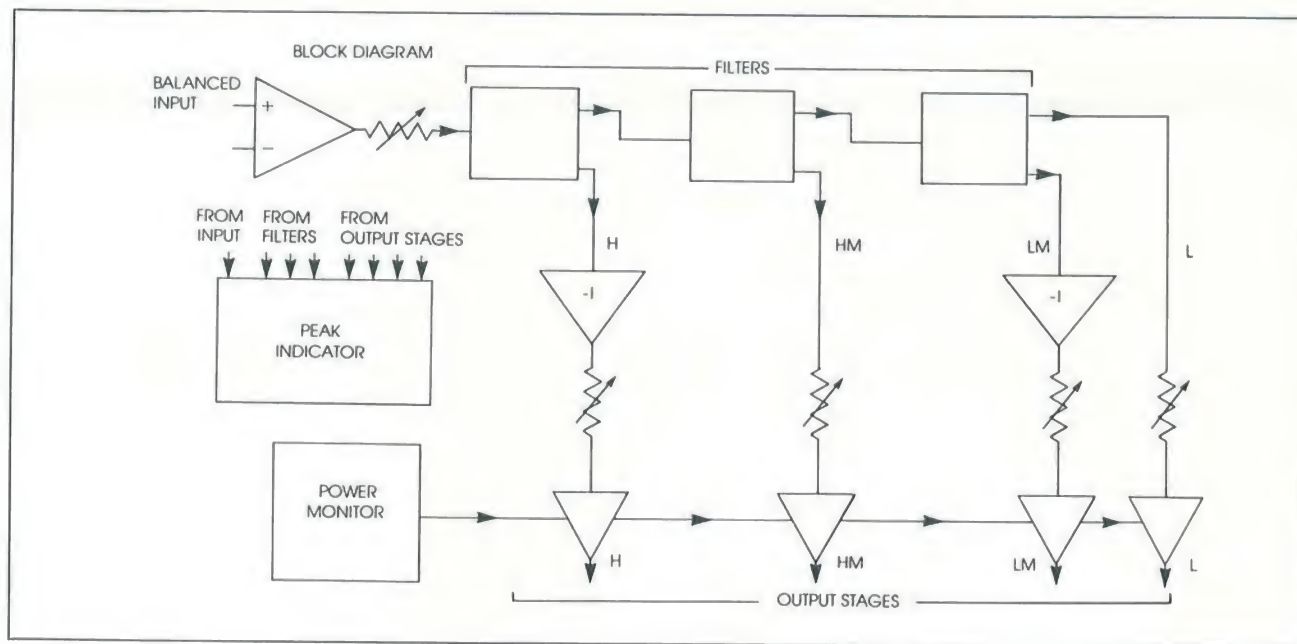 BLOCK DIAGRAM
FILTERS
BALANCED
INPUT
+
−
FROM
INPUT
FROM
FILTERS
FROM
OUTPUT STAGES
H
HM
LM
L
-I
-I
PEAK
INDICATOR
POWER
MONITOR
H
HM
LM
L
OUTPUT STAGES